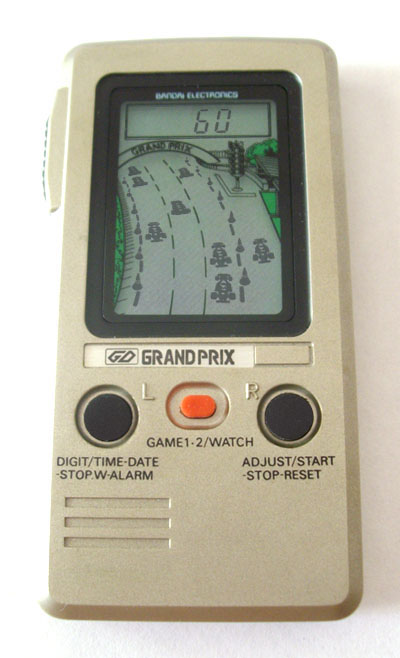 BANDAI ELECTRONICS
60
GRAND PRIX
GD GRAND PRIX
L R
GAME1·2/WATCH
DIGIT/TIME-DATE
-STOP.W-ALARM
ADJUST/START
-STOP-RESET